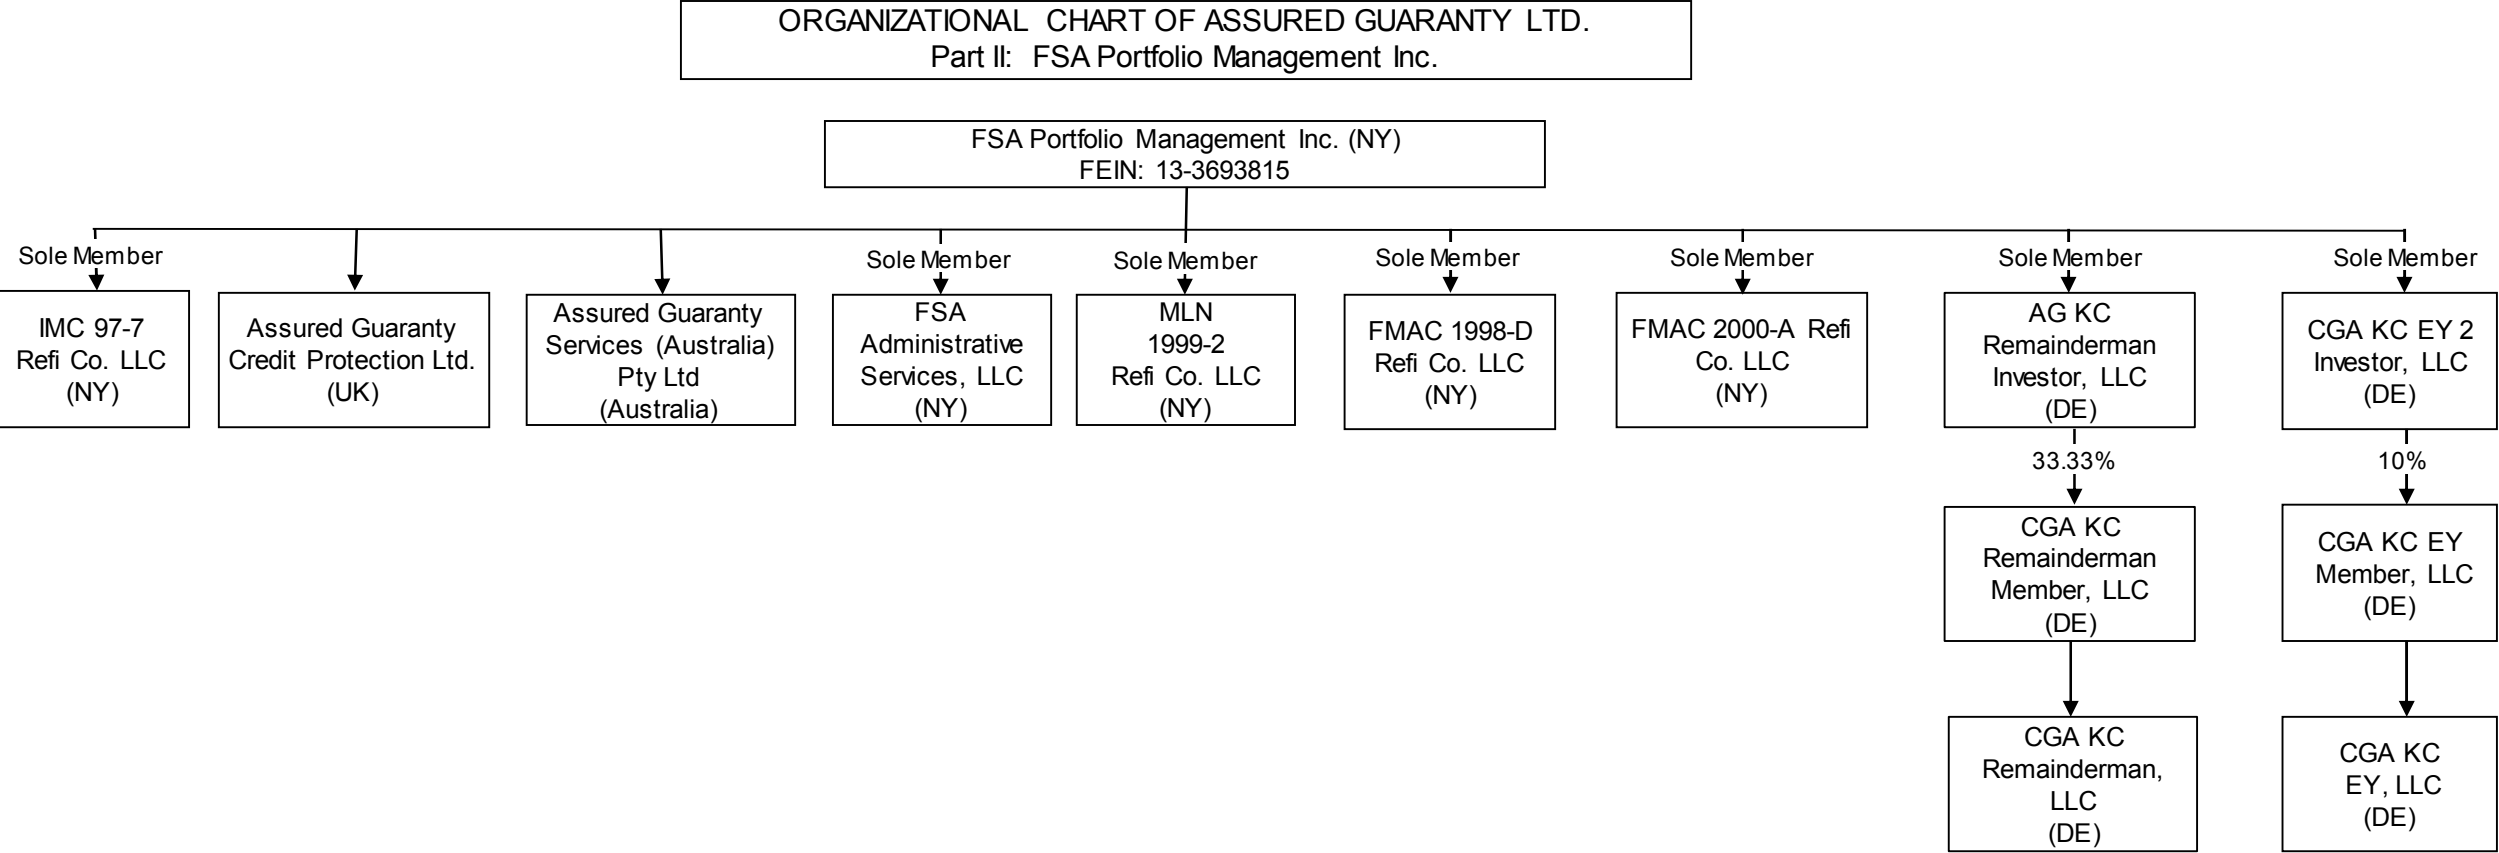 ORGANIZATIONAL CHART OF ASSURED GUARANTY LTD.
Part II: FSA Portfolio Management Inc.
FSA Portfolio Management Inc. (NY)
FEIN: 13-3693815
Sole Member
Sole Member
Sole Member
Sole Member
Sole Member
Sole Member
Sole Member
IMC 97-7
Refi Co. LLC
(NY)
Assured Guaranty
Credit Protection Ltd.
(UK)
Assured Guaranty
Services (Australia)
Pty Ltd
(Australia)
FSA
Administrative
Services, LLC
(NY)
MLN
1999-2
Refi Co. LLC
(NY)
FMAC 1998-D
Refi Co. LLC
(NY)
FMAC 2000-A Refi
Co. LLC
(NY)
AG KC
Remainderman
Investor, LLC
(DE)
CGA KC EY 2
Investor, LLC
(DE)
33.33%
10%
CGA KC
Remainderman
Member, LLC
(DE)
CGA KC EY
Member, LLC
(DE)
CGA KC
Remainderman,
LLC
(DE)
CGA KC
EY, LLC
(DE)